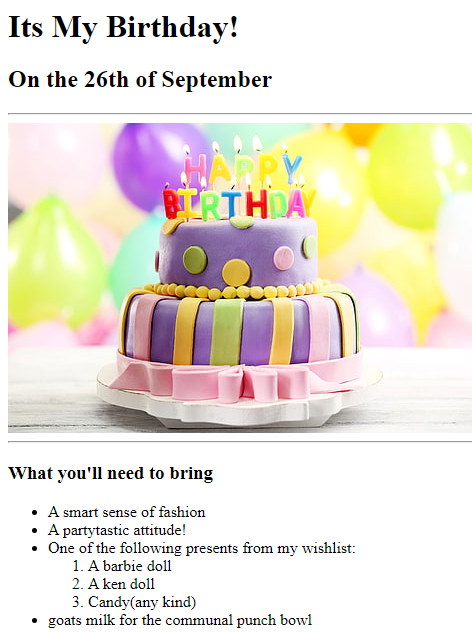 Its My Birthday!
On the 26th of September
HAPPY
BIRTHDAY
What you'll need to bring
A smart sense of fashion
A partytastic attitude!
One of the following presents from my wishlist:
1. A barbie doll
2. A ken doll
3. Candy(any kind)
goats milk for the communal punch bowl